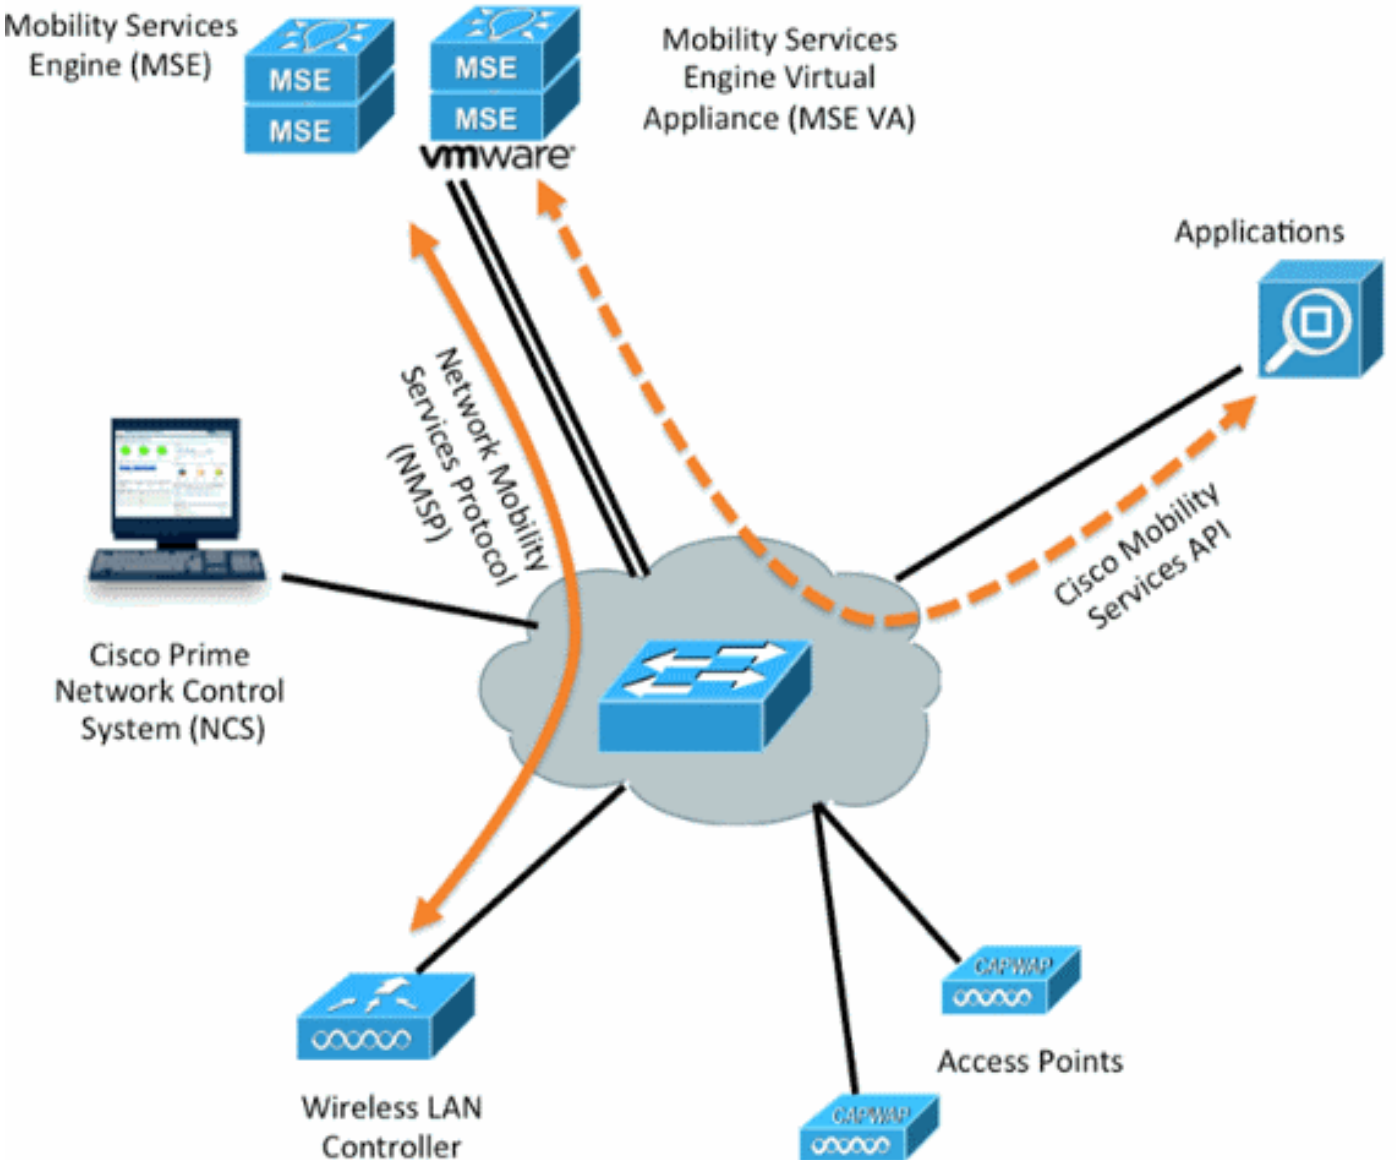 Mobility Services
Engine (MSE)
MSE
MSE
MSE
MSE
vmware
Mobility Services
Engine Virtual
Appliance (MSE VA)
Applications
Network Mobility
Services Protocol
(NMSP)
Cisco Mobility
Services API
Cisco Prime
Network Control
System (NCS)
CAPWAP
Access Points
CAPWAP
Wireless LAN
Controller